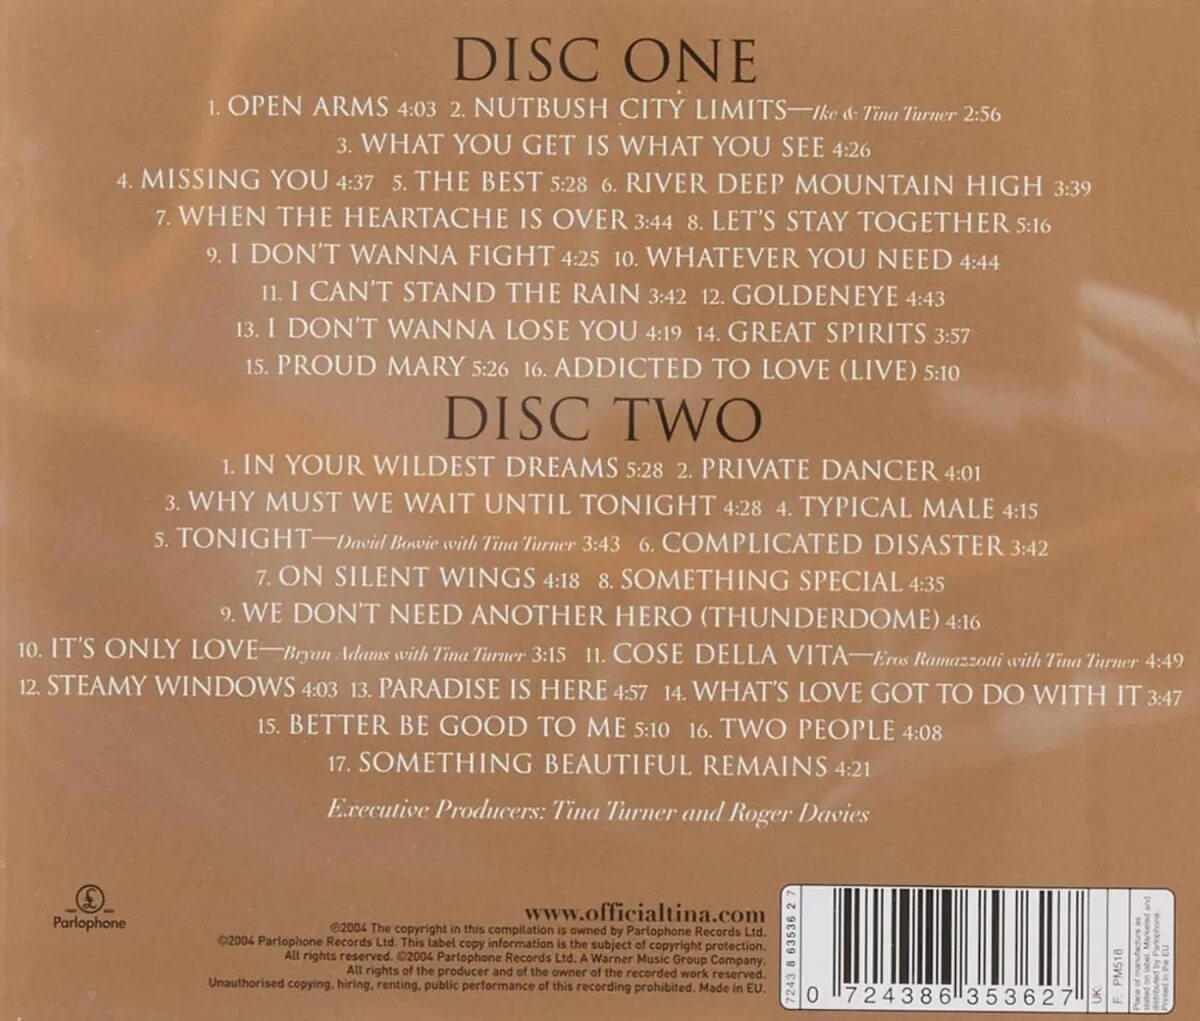 DISC ONE
1. OPEN ARMS 4:03 2. NUTBUSH CITY LIMITS—Ike & Tina Turner 2:56
3. WHAT YOU GET IS WHAT YOU SEE 4:26
4. MISSING YOU 4:37 5. THE BEST 5:28 6. RIVER DEEP MOUNTAIN HIGH 3:39
7. WHEN THE HEARTACHE IS OVER 3:44 8. LET'S STAY TOGETHER 5:16
9. I DON'T WANNA FIGHT 4:25 10. WHATEVER YOU NEED 4:44
11. I CAN'T STAND THE RAIN 3:42 12. GOLDENEYE 4:43
13. I DON'T WANNA LOSE YOU 4:19 14. GREAT SPIRITS 3:57
15. PROUD MARY 5:26 16. ADDICTED TO LOVE (LIVE) 5:10
DISC TWO
1. IN YOUR WILDEST DREAMS 5:28 2. PRIVATE DANCER 4:01
3. WHY MUST WE WAIT UNTIL TONIGHT 4:28 4. TYPICAL MALE 4:15
5. TONIGHT—David Bowie with Tina Turner 3:43 6. COMPLICATED DISASTER 3:42
7. ON SILENT WINGS 4:18 8. SOMETHING SPECIAL 4:35
9. WE DON'T NEED ANOTHER HERO (THUNDERDOME) 4:16
10. IT'S ONLY LOVE—Bryan Adams with Tina Turner 3:15 11. COSE DELLA VITA—Eros Ramazzotti with Tina Turner 4:49
12. STEAMY WINDOWS 4:03 13. PARADISE IS HERE 4:57 14. WHAT'S LOVE GOT TO DO WITH IT 3:47
15. BETTER BE GOOD TO ME 5:10 16. TWO PEOPLE 4:08
17. SOMETHING BEAUTIFUL REMAINS 4:21
Executive Producers: Tina Turner and Roger Davies
Parlophone
www.officialtina.com
℗2004 The copyright in this compilation is owned by Parlophone Records Ltd.
©2004 Parlophone Records Ltd. This label copy information is the subject of copyright protection.
All rights reserved. ©2004 Parlophone Records Ltd. A Warner Music Group Company.
All rights of the producer and of the owner of the recorded work reserved.
Unauthorised copying, hiring, renting, public performance of this recording prohibited. Made in EU.
7243 8 63536 2 7
0 724386 353627
UK:
F: PM518
Place of manufacture as
stated on label. Marketed and
distributed by Parlophone.
Printed in the EU.